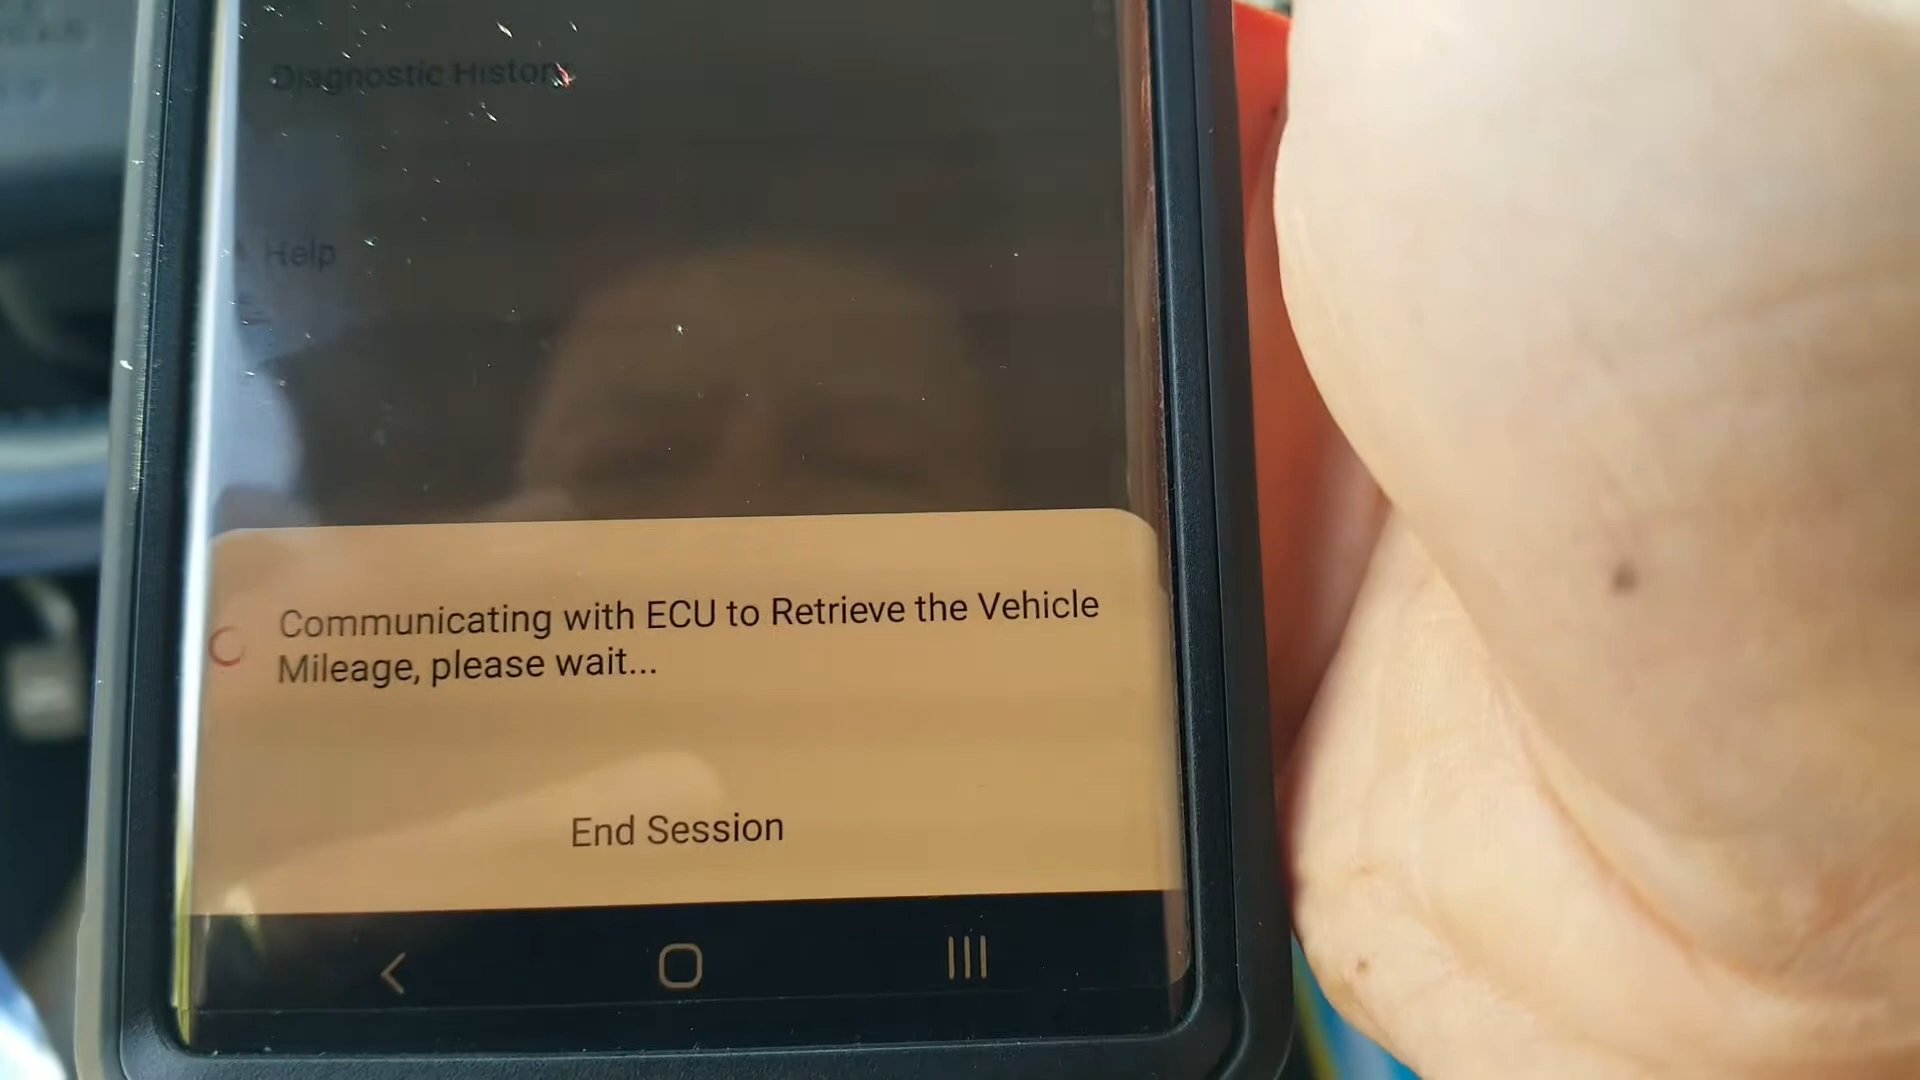 Diagnostic History
Help
Communicating with ECU to Retrieve the Vehicle
Mileage, please wait...
End Session